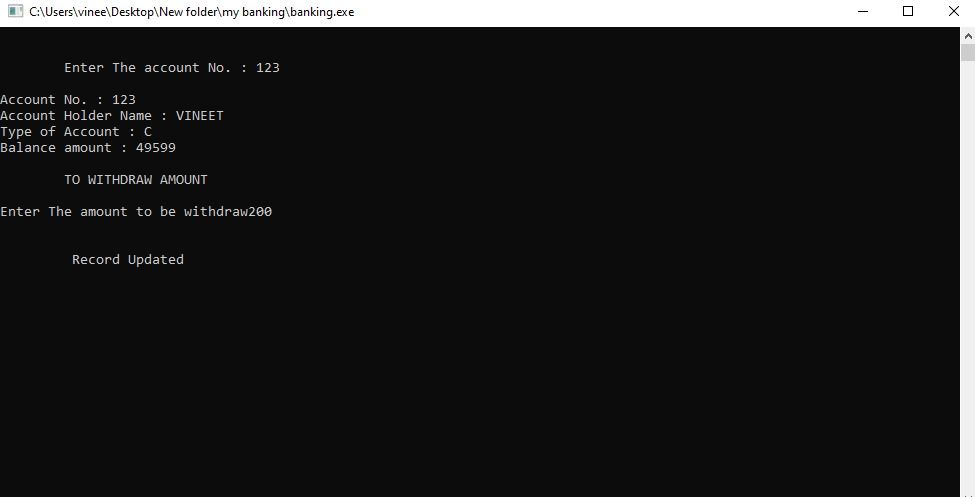 C:\Users\vinee\Desktop\New folder\my banking\banking.exe
Enter The account No. : 123
Account No. : 123
Account Holder Name : VINEET
Type of Account : C
Balance amount : 49599
TO WITHDRAW AMOUNT
Enter The amount to be withdraw200
Record Updated